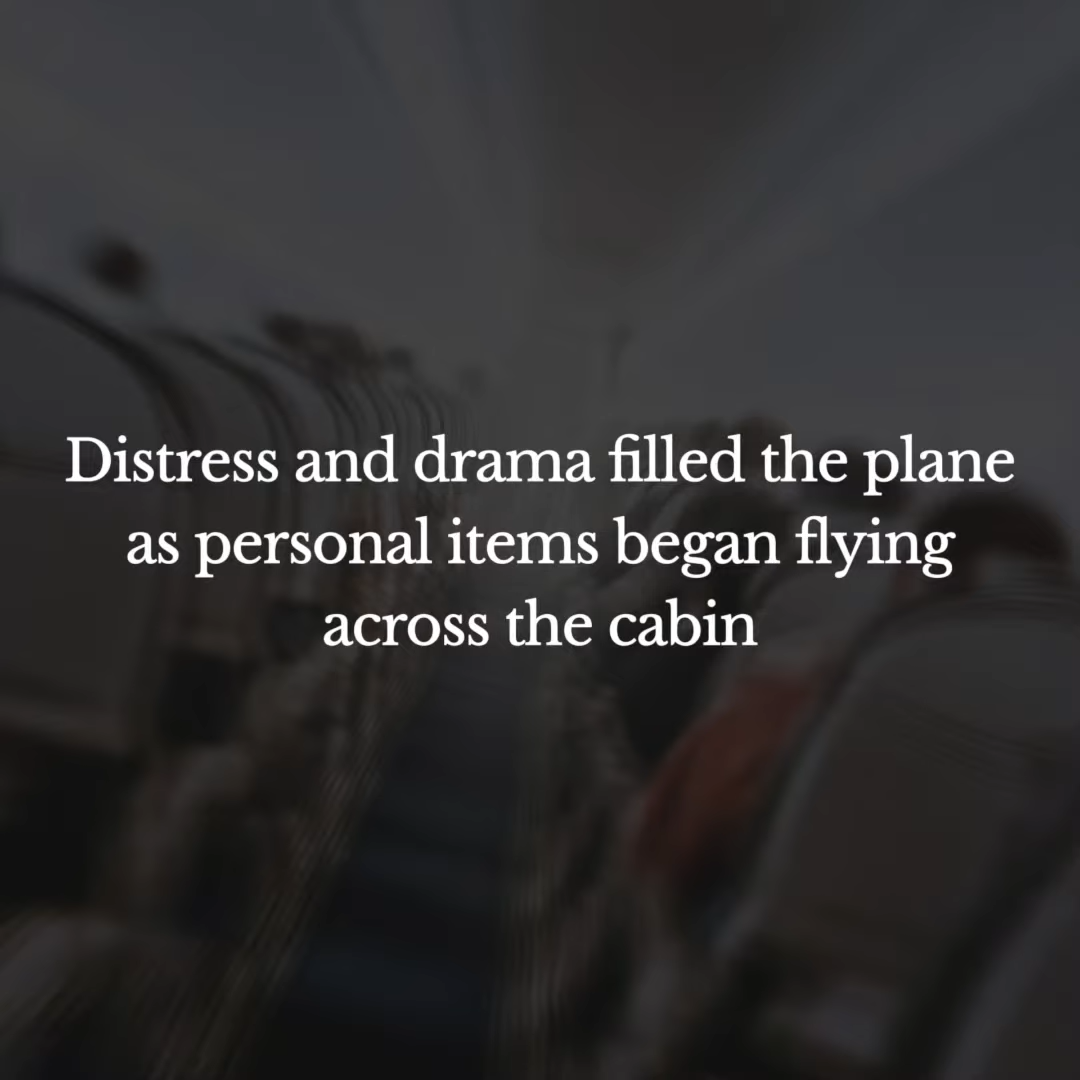 Distress and drama filled the plane
as personal items began flying
across the cabin